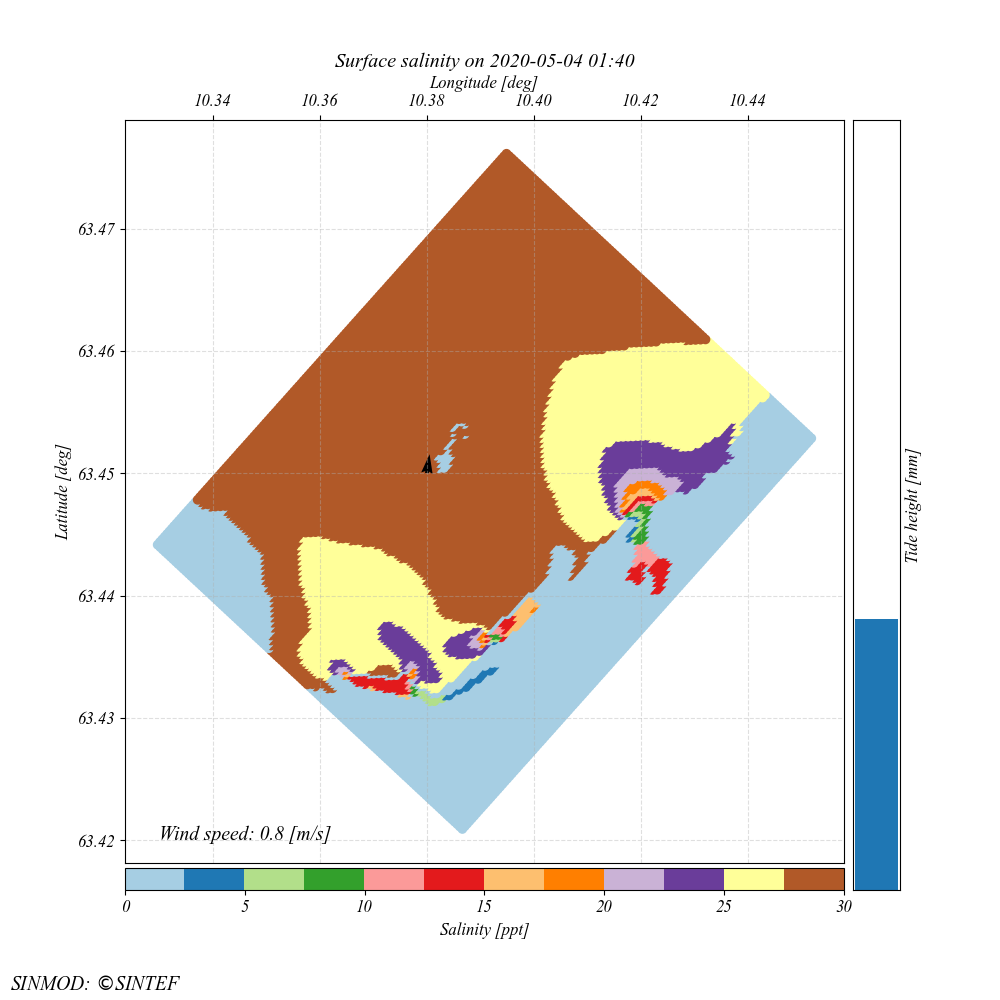 Surface salinity on 2020-05-04 01:40
Longitude [deg]
10.34 10.36 10.38 10.40 10.42 10.44
63.47
63.46
63.45
63.44
63.43
63.42
Latitude [deg]
Tide height [mm]
Wind speed: 0.8 [m/s]
0 5 10 15 20 25 30
Salinity [ppt]
SINMOD: ©SINTEF